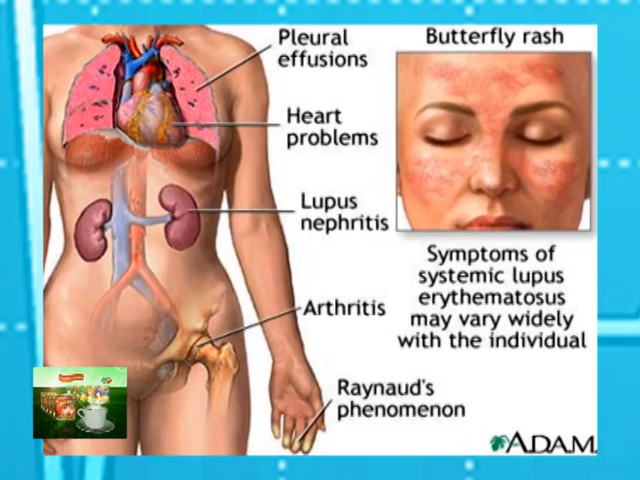 Pleural
effusions
Butterfly rash
Heart
problems
Lupus
nephritis
Symptoms of
systemic lupus
erythematosus
may vary widely
with the individual
Arthritis
Raynaud's
phenomenon
A.D.A.M.